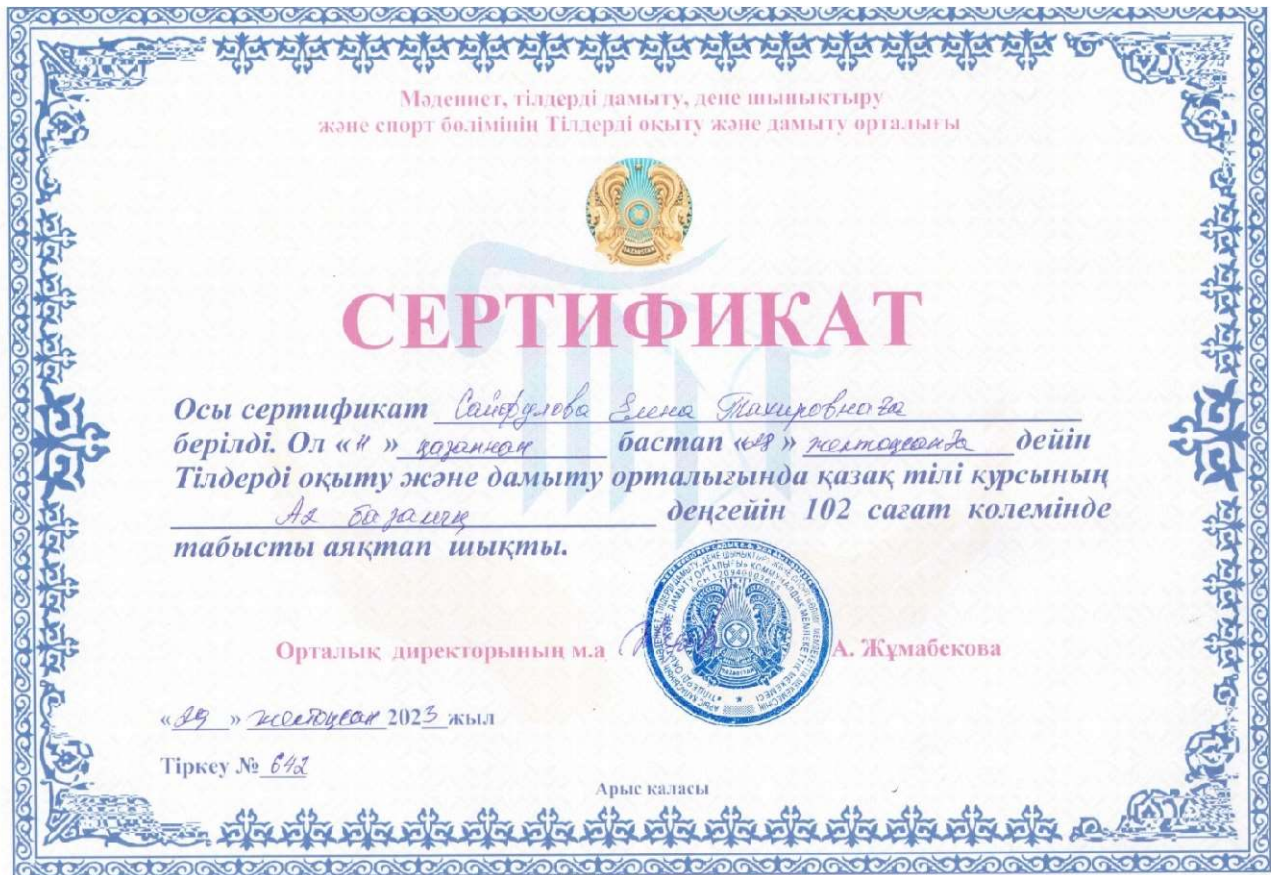 Мәдениет, тілдерді дамыту, дене шынықтыру
және спорт бөлімінің Тілдерді оқыту және дамыту орталығы
СЕРТИФИКАТ
Осы сертификат Сайфулова Елена Тахировнаға
берілді. Ол «11» қазаннан бастап «28» желтоқсанға дейін
Тілдерді оқыту және дамыту орталығында қазақ тілі курсының
А2 базалық деңгейін 102 сағат көлемінде
табысты аяқтап шықты.
Орталық директорының м.а А. Жұмабекова
«29» желтоқсан 2023 жыл
Тіркеу № 642
Арыс қаласы